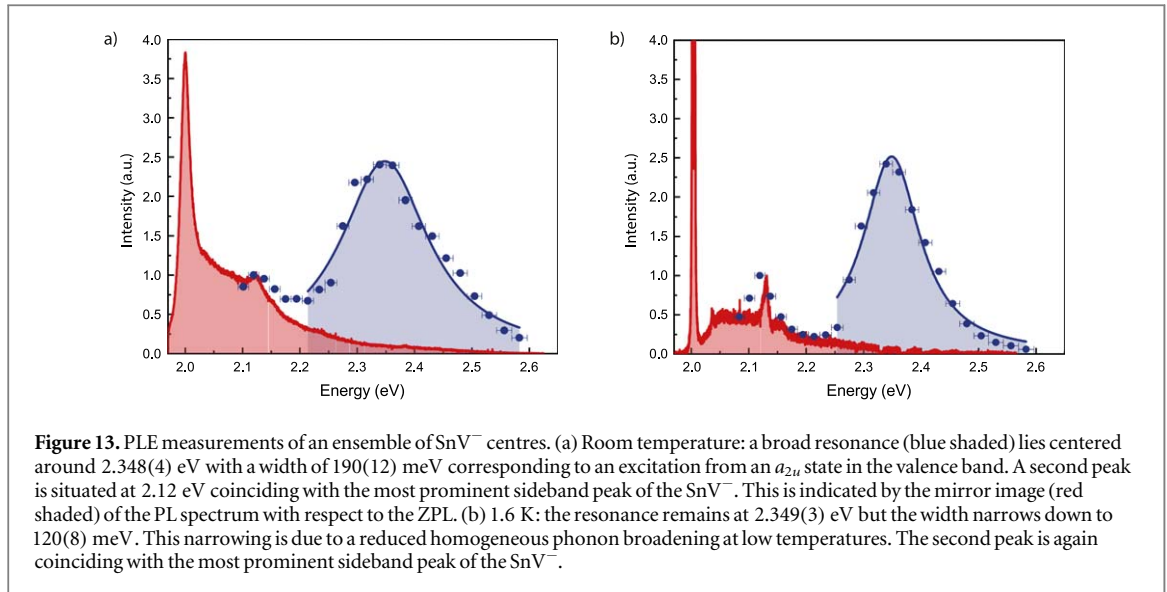 a)
4.0
3.5
3.0
2.5
2.0
1.5
1.0
0.5
0.0
Intensity (a.u.)
2.0 2.1 2.2 2.3 2.4 2.5 2.6
Energy (eV)
b)
4.0
3.5
3.0
2.5
2.0
1.5
1.0
0.5
0.0
Intensity (a.u.)
2.0 2.1 2.2 2.3 2.4 2.5 2.6
Energy (eV)
Figure 13. PLE measurements of an ensemble of SnV⁻ centres. (a) Room temperature: a broad resonance (blue shaded) lies centered
around 2.348(4) eV with a width of 190(12) meV corresponding to an excitation from an a₂ᵤ state in the valence band. A second peak
is situated at 2.12 eV coinciding with the most prominent sideband peak of the SnV⁻. This is indicated by the mirror image (red
shaded) of the PL spectrum with respect to the ZPL. (b) 1.6 K: the resonance remains at 2.349(3) eV but the width narrows down to
120(8) meV. This narrowing is due to a reduced homogeneous phonon broadening at low temperatures. The second peak is again
coinciding with the most prominent sideband peak of the SnV⁻.